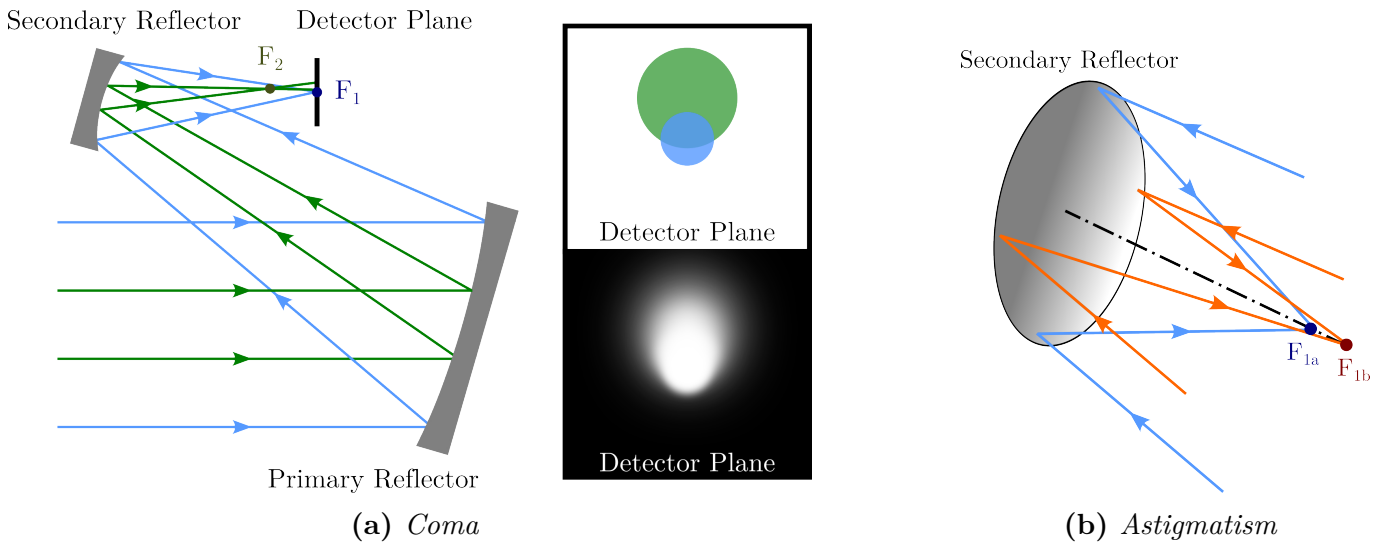 Secondary Reflector
Detector Plane
F2
F1
Primary Reflector
Detector Plane
Detector Plane
(a) Coma
Secondary Reflector
F1a
F1b
(b) Astigmatism